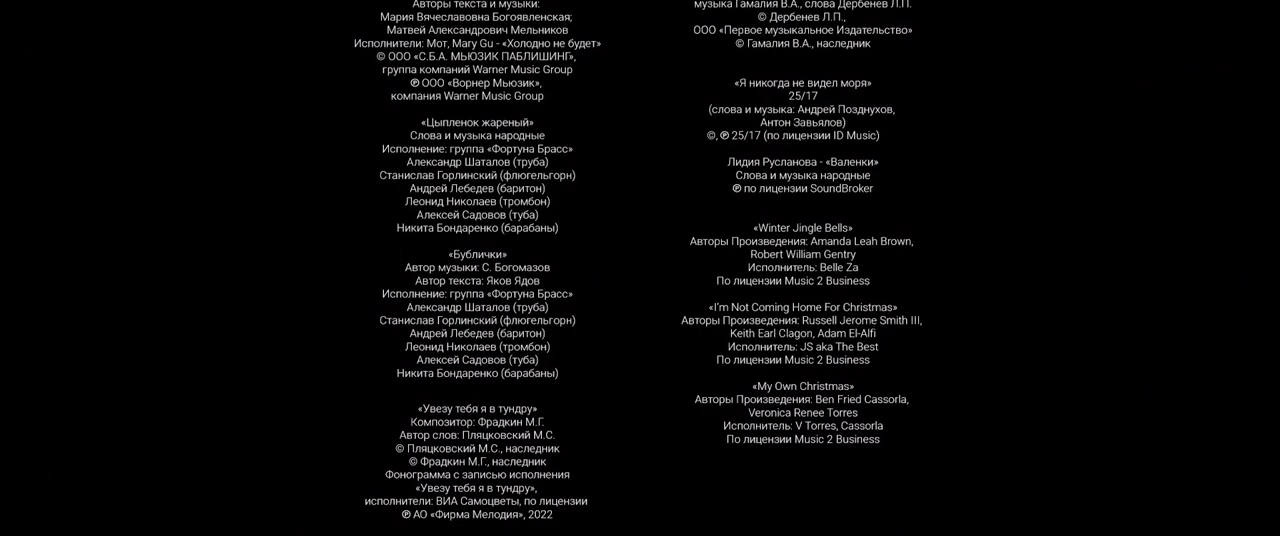 Авторы текста и музыки:
Мария Вячеславовна Богоявленская;
Матвей Александрович Мельников
Исполнители: Мот, Mary Gu - «Холодно не будет»
© ООО «С.Б.А. МЬЮЗИК ПАБЛИШИНГ»,
группа компаний Warner Music Group
℗ ООО «Ворнер Мьюзик»,
компания Warner Music Group
«Цыпленок жареный»
Слова и музыка народные
Исполнение: группа «Фортуна Брасс»
Александр Шаталов (труба)
Станислав Горлинский (флюгельгорн)
Андрей Лебедев (баритон)
Леонид Николаев (тромбон)
Алексей Садовов (туба)
Никита Бондаренко (барабаны)
«Бублички»
Автор музыки: С. Богомазов
Автор текста: Яков Ядов
Исполнение: группа «Фортуна Брасс»
Александр Шаталов (труба)
Станислав Горлинский (флюгельгорн)
Андрей Лебедев (баритон)
Леонид Николаев (тромбон)
Алексей Садовов (туба)
Никита Бондаренко (барабаны)
«Увезу тебя я в тундру»
Композитор: Фрадкин М.Г.
Автор слов: Пляцковский М.С.
© Пляцковский М.С., наследник
© Фрадкин М.Г., наследник
Фонограмма с записью исполнения
«Увезу тебя я в тундру»,
исполнители: ВИА Самоцветы, по лицензии
℗ АО «Фирма Мелодия», 2022
музыка Гамалия В.А., слова Дербенев Л.П.
© Дербенев Л.П.,
ООО «Первое музыкальное Издательство»
© Гамалия В.А., наследник
«Я никогда не видел моря»
25/17
(слова и музыка: Андрей Позднухов,
Антон Завьялов)
©, ℗ 25/17 (по лицензии ID Music)
Лидия Русланова - «Валенки»
Слова и музыка народные
℗ по лицензии SoundBroker
«Winter Jingle Bells»
Авторы Произведения: Amanda Leah Brown,
Robert William Gentry
Исполнитель: Belle Za
По лицензии Music 2 Business
«I’m Not Coming Home For Christmas»
Авторы Произведения: Russell Jerome Smith III,
Keith Earl Clagon, Adam El-Alfi
Исполнитель: JS aka The Best
По лицензии Music 2 Business
«My Own Christmas»
Авторы Произведения: Ben Fried Cassorla,
Veronica Renee Torres
Исполнитель: V Torres, Cassorla
По лицензии Music 2 Business